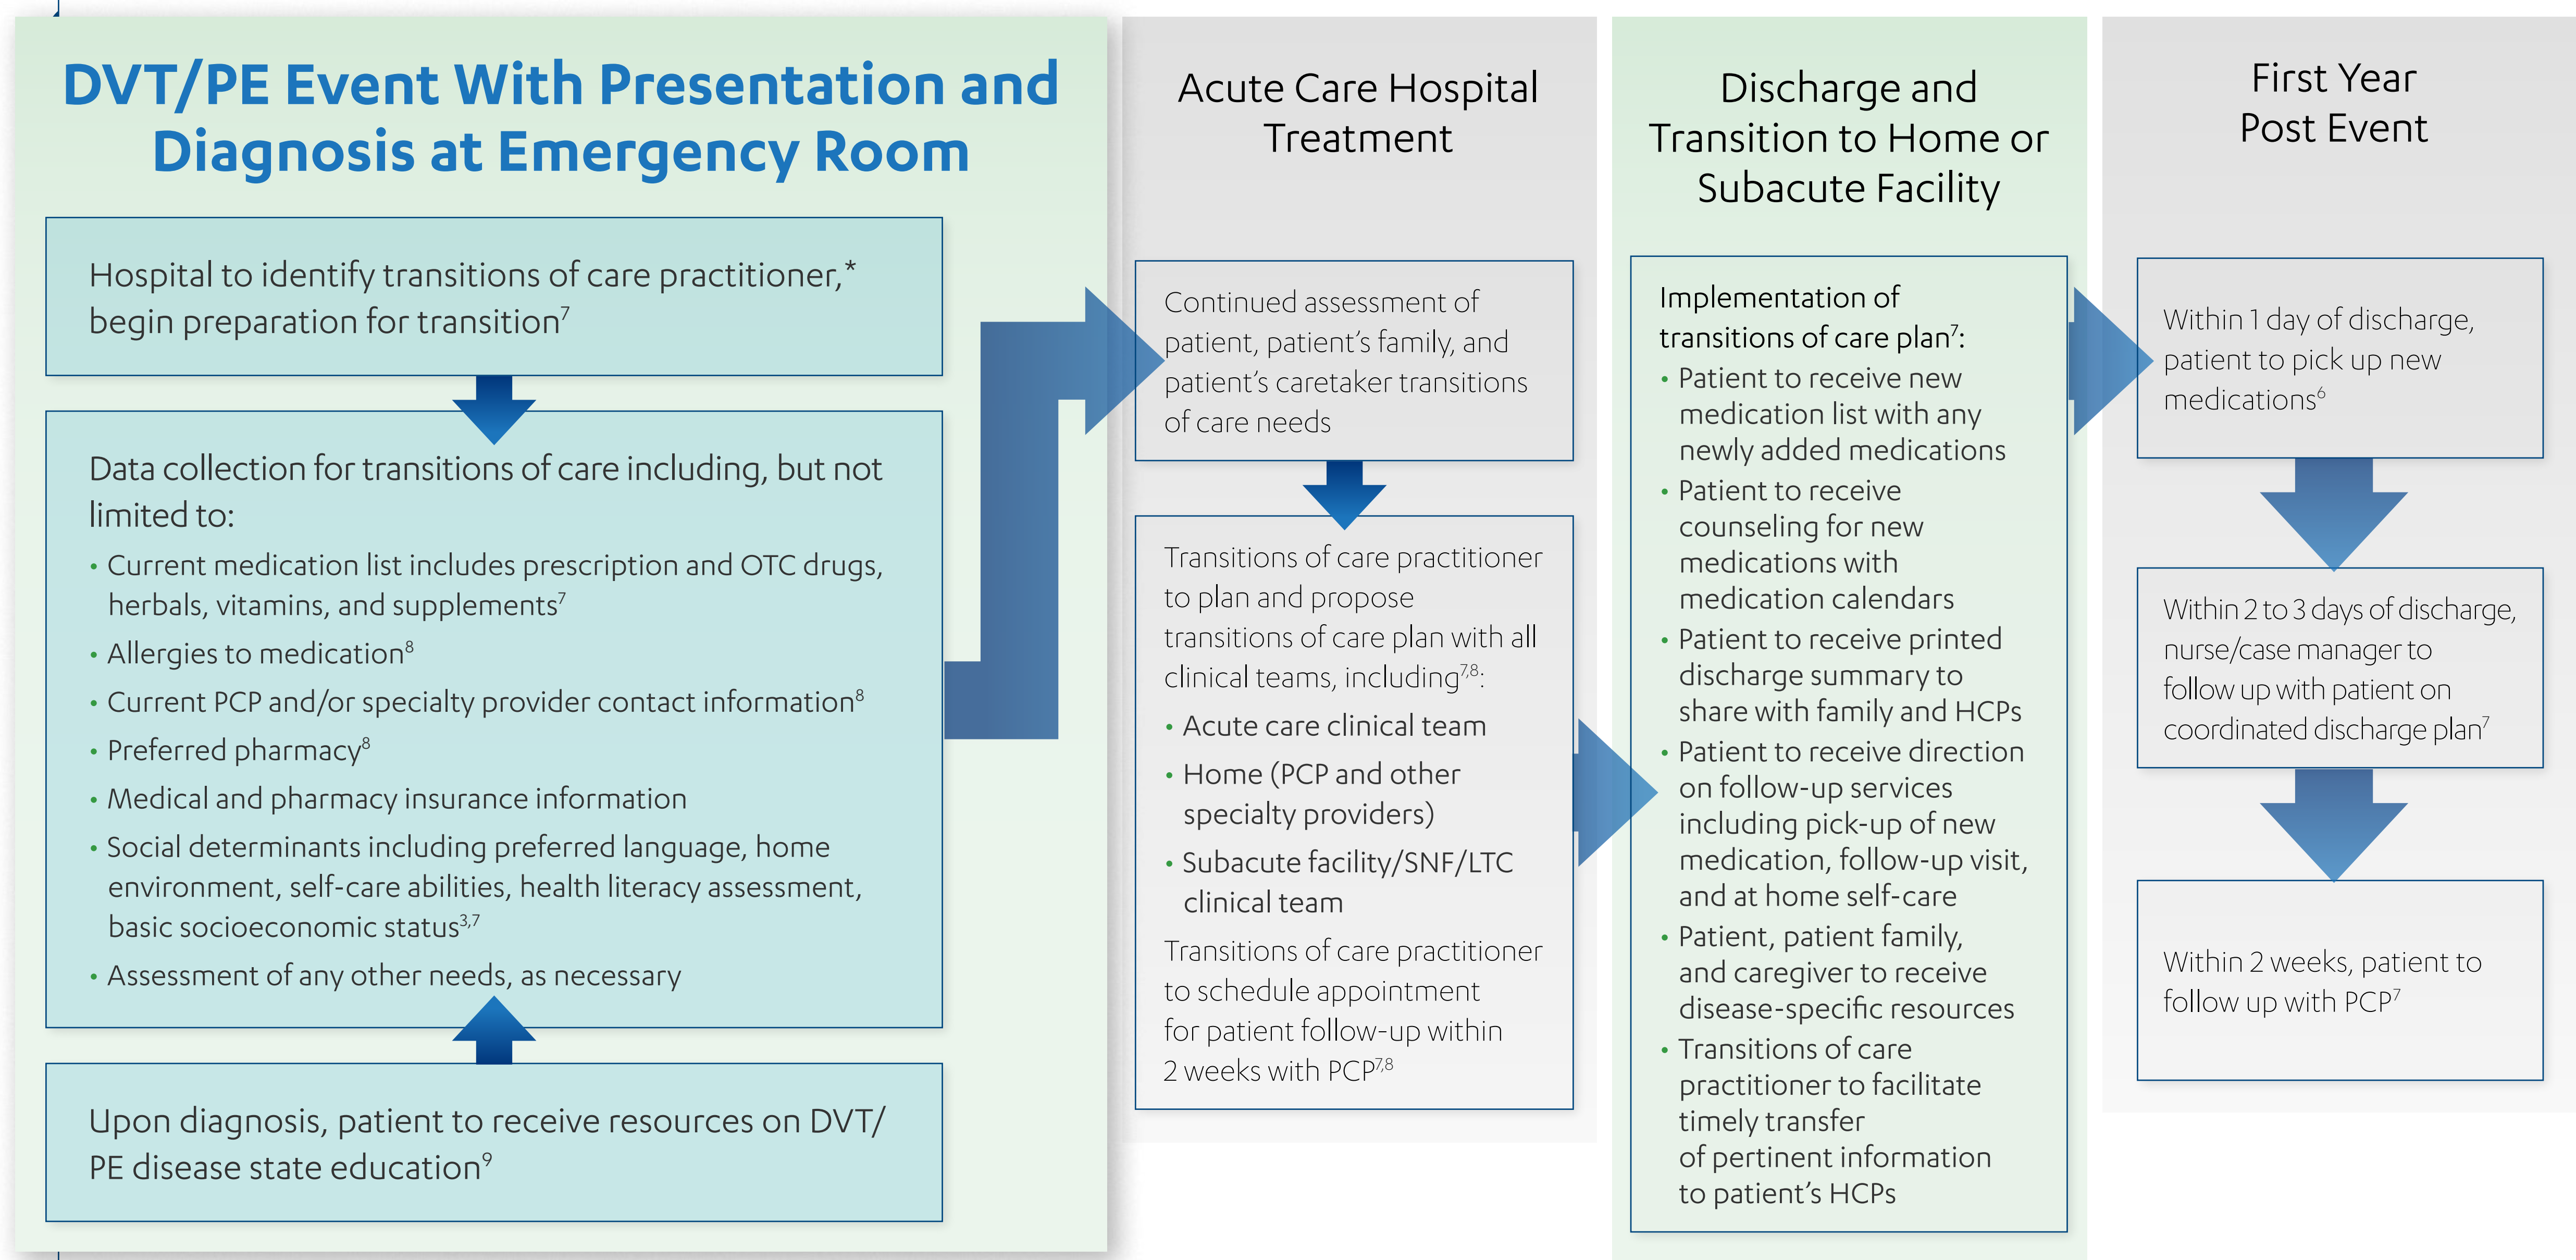 DVT/PE Event With Presentation and
Diagnosis at Emergency Room
Hospital to identify transitions of care practitioner,*
begin preparation for transition⁷
Data collection for transitions of care including, but not
limited to:
• Current medication list includes prescription and OTC drugs,
herbals, vitamins, and supplements⁷
• Allergies to medication⁸
• Current PCP and/or specialty provider contact information⁸
• Preferred pharmacy⁸
• Medical and pharmacy insurance information
• Social determinants including preferred language, home
environment, self-care abilities, health literacy assessment,
basic socioeconomic status³,⁷
• Assessment of any other needs, as necessary
Upon diagnosis, patient to receive resources on DVT/
PE disease state education⁹
Acute Care Hospital
Treatment
Continued assessment of
patient, patient’s family, and
patient’s caretaker transitions
of care needs
Transitions of care practitioner
to plan and propose
transitions of care plan with all
clinical teams, including⁷,⁸:
• Acute care clinical team
• Home (PCP and other
specialty providers)
• Subacute facility/SNF/LTC
clinical team
Transitions of care practitioner
to schedule appointment
for patient follow-up within
2 weeks with PCP⁷,⁸
Discharge and
Transition to Home or
Subacute Facility
Implementation of
transitions of care plan⁷:
• Patient to receive new
medication list with any
newly added medications
• Patient to receive
counseling for new
medications with
medication calendars
• Patient to receive printed
discharge summary to
share with family and HCPs
• Patient to receive direction
on follow-up services
including pick-up of new
medication, follow-up visit,
and at home self-care
• Patient, patient family,
and caregiver to receive
disease-specific resources
• Transitions of care
practitioner to facilitate
timely transfer
of pertinent information
to patient’s HCPs
First Year
Post Event
Within 1 day of discharge,
patient to pick up new
medications⁶
Within 2 to 3 days of discharge,
nurse/case manager to
follow up with patient on
coordinated discharge plan⁷
Within 2 weeks, patient to
follow up with PCP⁷